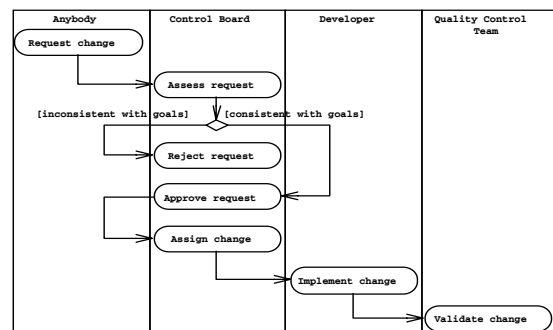 Anybody
Control Board
Developer
Quality Control
Team
Request change
Assess request
[inconsistent with goals]
[consistent with goals]
Reject request
Approve request
Assign change
Implement change
Validate change